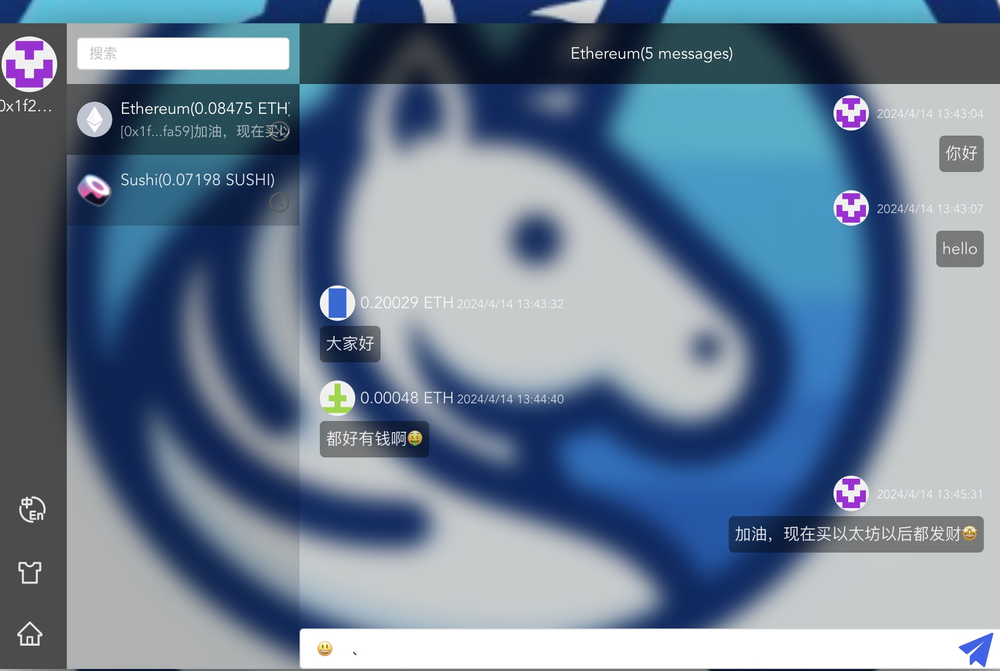 搜索
0x1f2...
Ethereum(0.08475 ETH)
[0x1f...fa59]加油，现在买以
Sushi(0.07198 SUSHI)
中
En
Ethereum(5 messages)
2024/4/14 13:43:04
你好
2024/4/14 13:43:07
hello
0.20029 ETH 2024/4/14 13:43:32
大家好
0.00048 ETH 2024/4/14 13:44:40
都好有钱啊🤑
2024/4/14 13:45:31
加油，现在买以太坊以后都发财🤩
😃 、